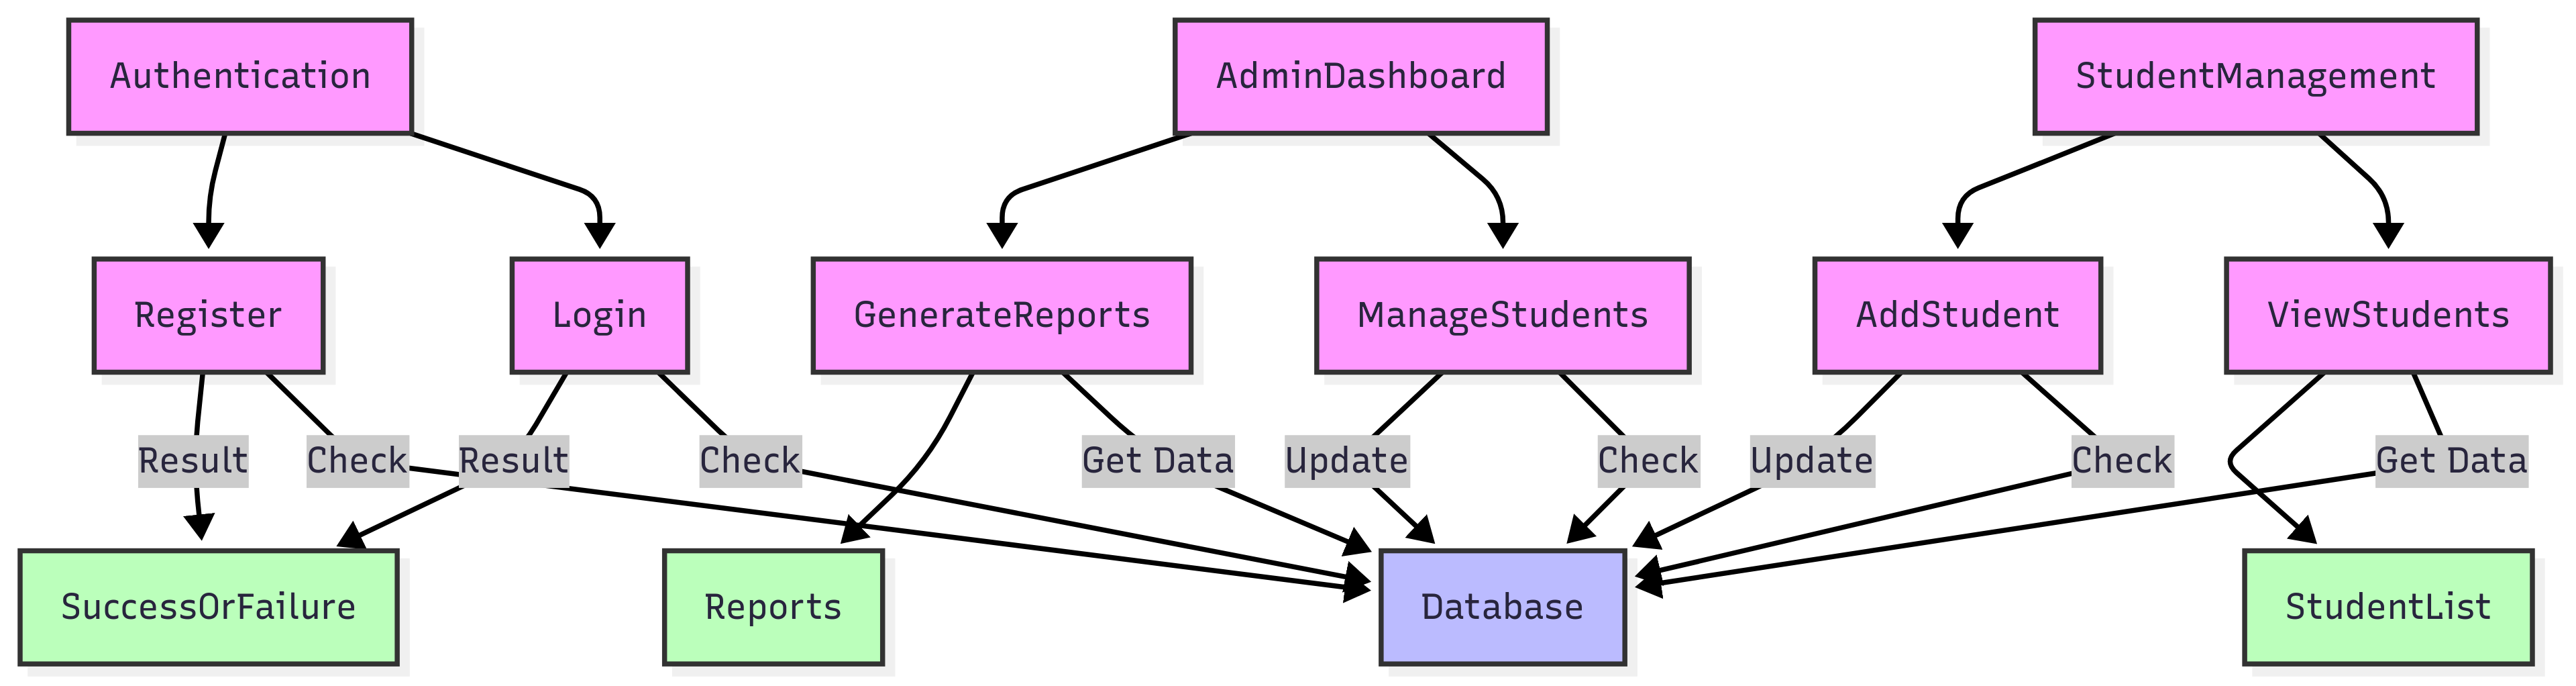 Authentication
AdminDashboard
StudentManagement
Register
Login
GenerateReports
ManageStudents
AddStudent
ViewStudents
Result
Check
Result
Check
Get Data
Update
Check
Update
Check
Get Data
SuccessOrFailure
Reports
Database
StudentList